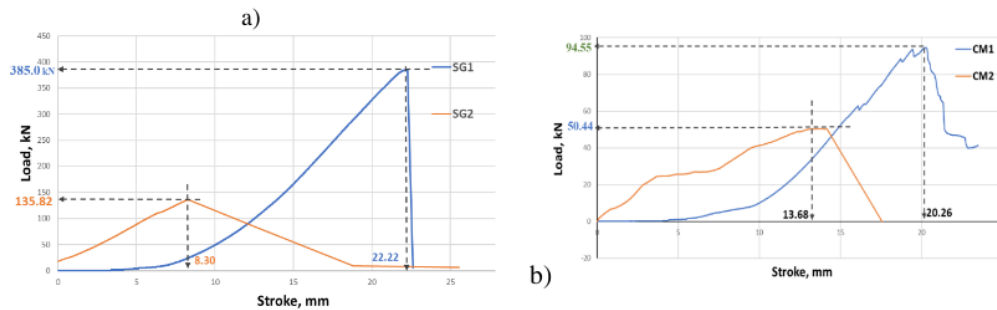 a)
450
400
385.0 kN
350
300
250
200
150
135.82
100
50
0
Load, kN
SG1
SG2
8.30
22.22
0 5 10 15 20 25
Stroke, mm
100
94.55
80
60
50.44
40
20
0
-20
Load, kN
CM1
CM2
13.68
20.26
0 5 10 15 20
Stroke, mm
b)